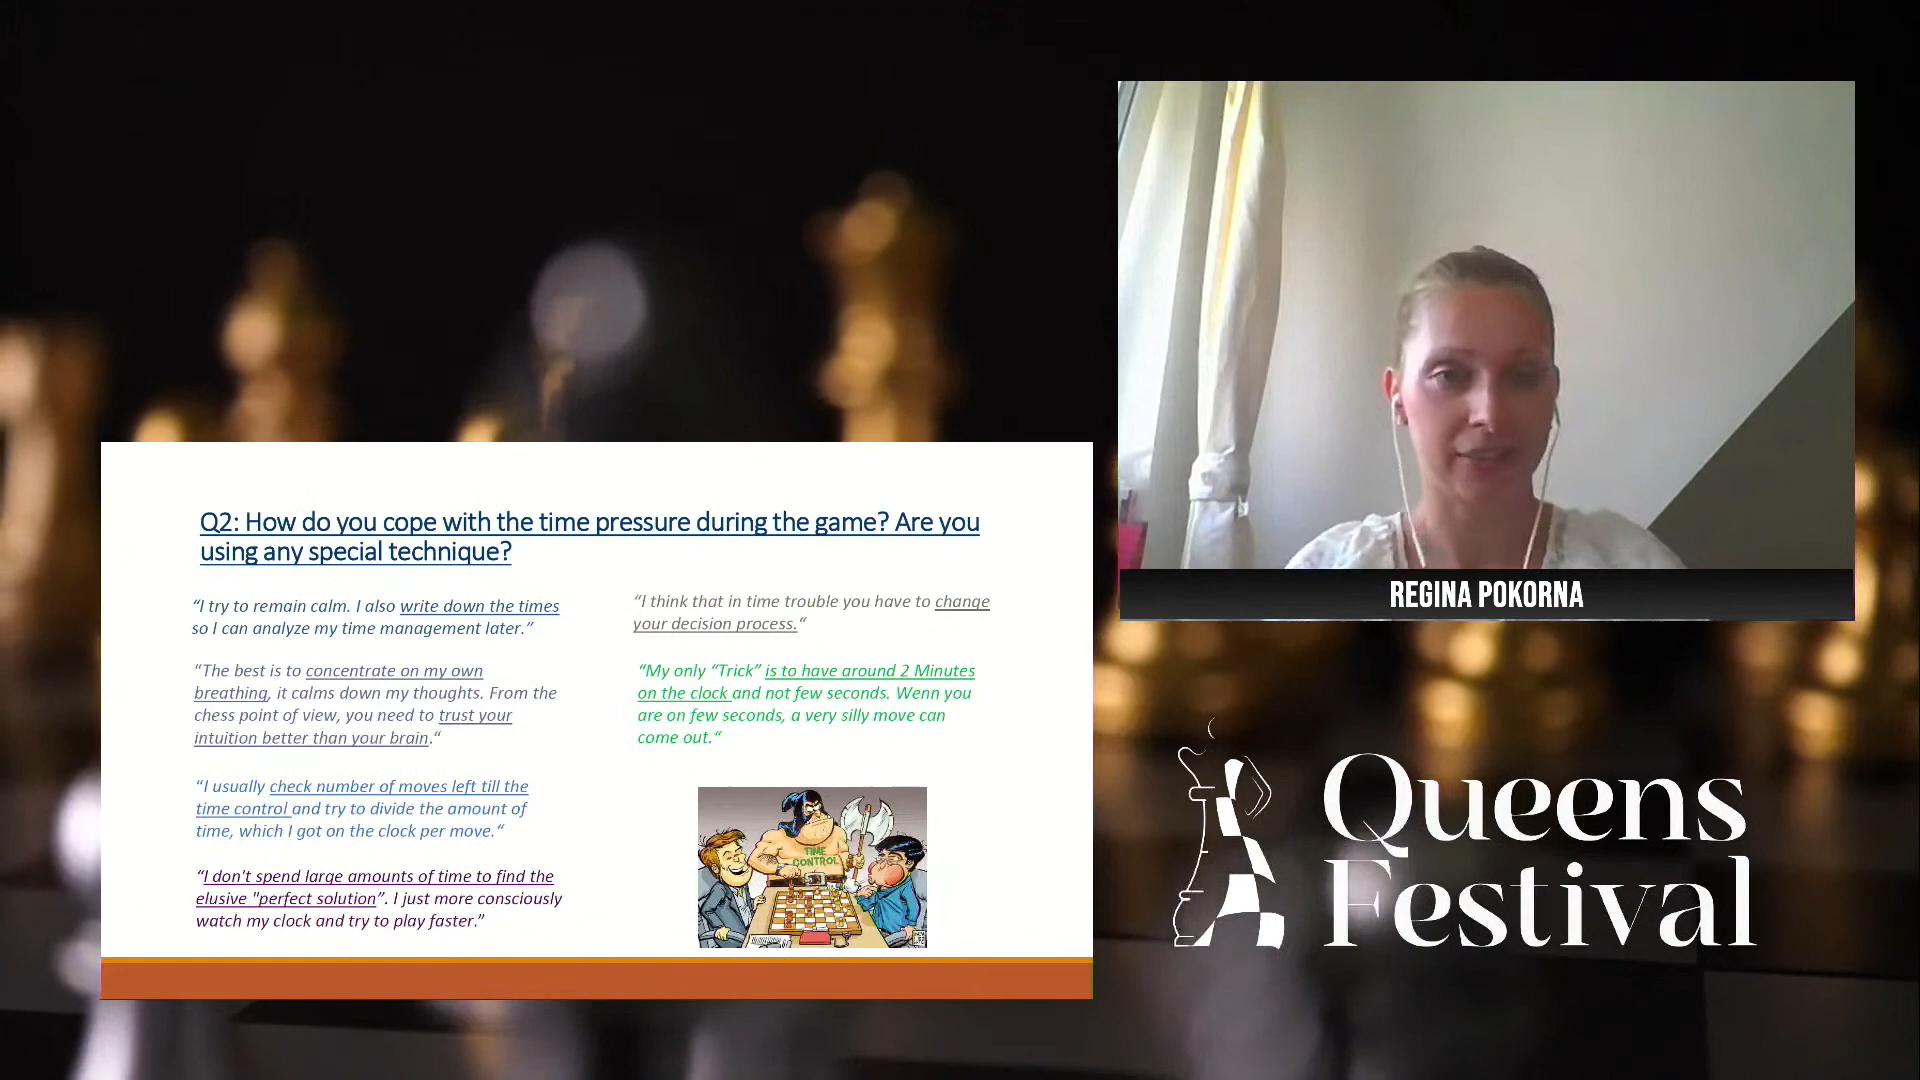 Q2: How do you cope with the time pressure during the game? Are you
using any special technique?
“I try to remain calm. I also write down the times
so I can analyze my time management later.”
“The best is to concentrate on my own
breathing, it calms down my thoughts. From the
chess point of view, you need to trust your
intuition better than your brain.“
“I usually check number of moves left till the
time control and try to divide the amount of
time, which I got on the clock per move.“
“I don't spend large amounts of time to find the
elusive "perfect solution”. I just more consciously
watch my clock and try to play faster.”
“I think that in time trouble you have to change
your decision process.“
“My only “Trick” is to have around 2 Minutes
on the clock and not few seconds. Wenn you
are on few seconds, a very silly move can
come out.“
TIME
CONTROL
REGINA POKORNA
Queens
Festival